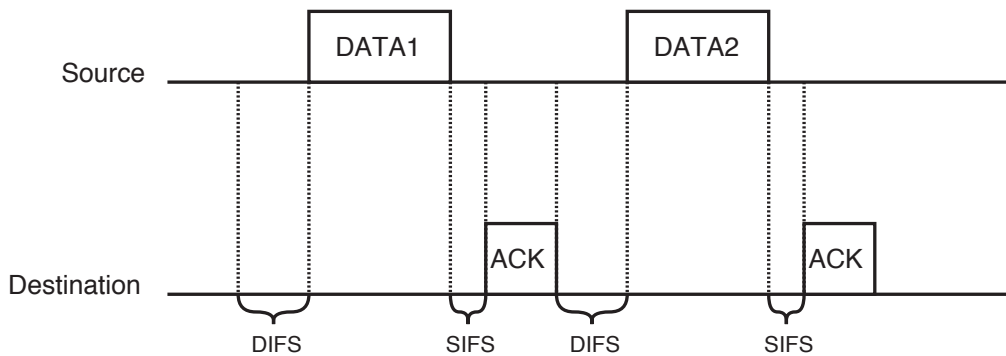 DATA1
DATA2
Source
ACK
ACK
Destination
DIFS
SIFS
DIFS
SIFS